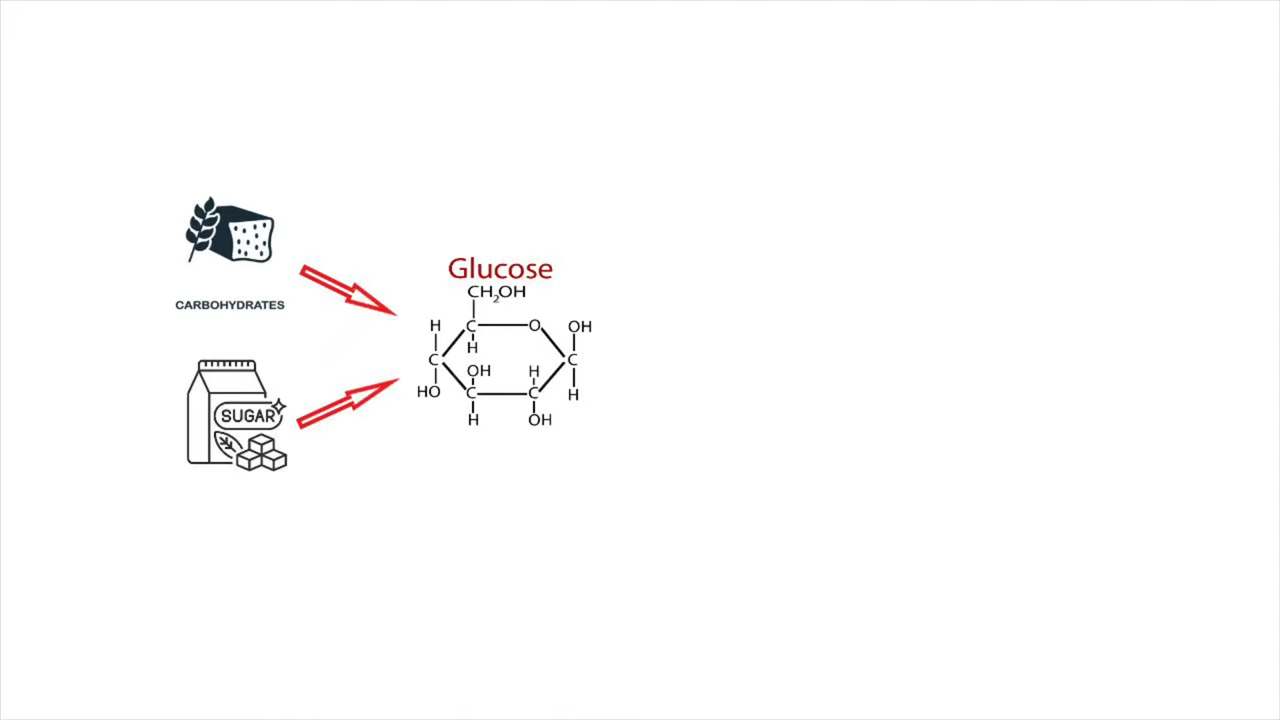 CARBOHYDRATES
SUGAR
Glucose
CH₂OH
H C O OH
H
C C
OH H
HO C C H
H OH